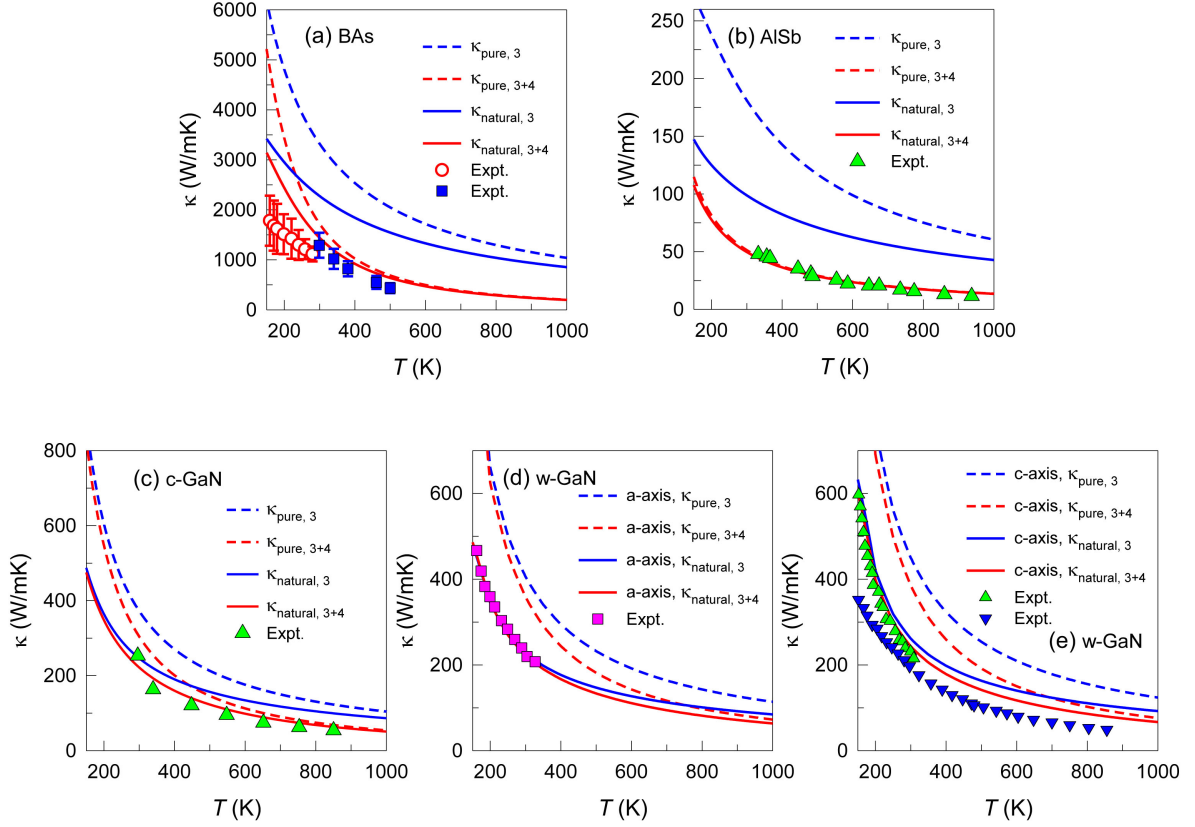 (a) BAs
κpure, 3
κpure, 3+4
κnatural, 3
κnatural, 3+4
Expt.
Expt.
6000
5000
4000
3000
2000
1000
0
κ (W/mK)
200 400 600 800 1000
T (K)
(b) AlSb
κpure, 3
κpure, 3+4
κnatural, 3
κnatural, 3+4
Expt.
250
200
150
100
50
0
κ (W/mK)
200 400 600 800 1000
T (K)
(c) c-GaN
κpure, 3
κpure, 3+4
κnatural, 3
κnatural, 3+4
Expt.
800
600
400
200
0
κ (W/mK)
200 400 600 800 1000
T (K)
(d) w-GaN
a-axis, κpure, 3
a-axis, κpure, 3+4
a-axis, κnatural, 3
a-axis, κnatural, 3+4
Expt.
600
400
200
0
κ (W/mK)
200 400 600 800 1000
T (K)
c-axis, κpure, 3
c-axis, κpure, 3+4
c-axis, κnatural, 3
c-axis, κnatural, 3+4
Expt.
Expt.
(e) w-GaN
600
400
200
0
κ (W/mK)
200 400 600 800 1000
T (K)